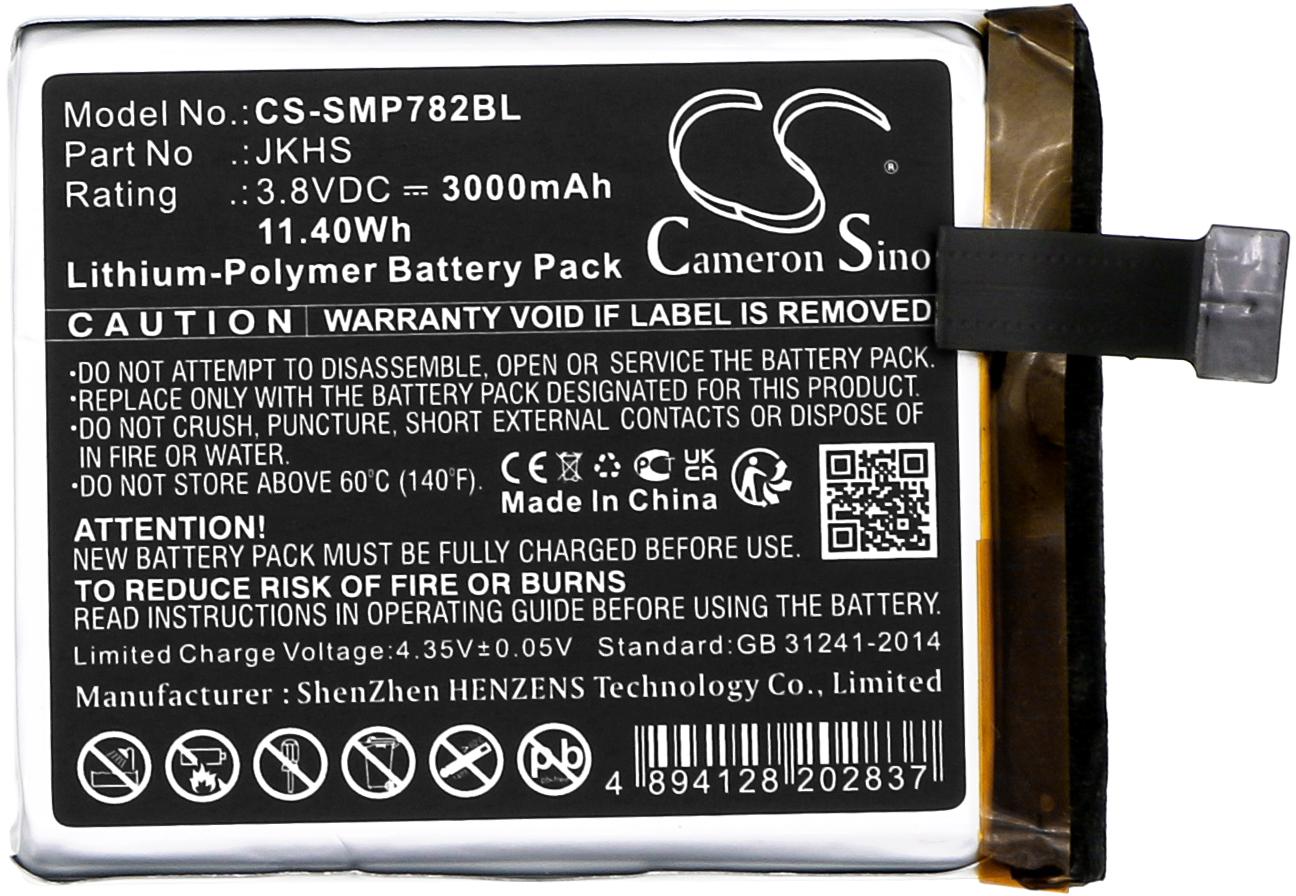 Model No.:CS-SMP782BL
Part No .:JKHS
Rating .:3.8VDC ⎓ 3000mAh
11.40Wh
Lithium-Polymer Battery Pack
CS
®
Cameron Sino
CAUTION WARRANTY VOID IF LABEL IS REMOVED
•DO NOT ATTEMPT TO DISASSEMBLE, OPEN OR SERVICE THE BATTERY PACK.
•REPLACE ONLY WITH THE BATTERY PACK DESIGNATED FOR THIS PRODUCT.
•DO NOT CRUSH, PUNCTURE, SHORT EXTERNAL CONTACTS OR DISPOSE OF
IN FIRE OR WATER.
•DO NOT STORE ABOVE 60°C (140°F).
CE PCT UK CA
Made In China
ATTENTION!
NEW BATTERY PACK MUST BE FULLY CHARGED BEFORE USE.
TO REDUCE RISK OF FIRE OR BURNS
READ INSTRUCTIONS IN OPERATING GUIDE BEFORE USING THE BATTERY.
Limited Charge Voltage:4.35V±0.05V Standard:GB 31241-2014
Manufacturer : ShenZhen HENZENS Technology Co., Limited
Pb
4 894128 202837